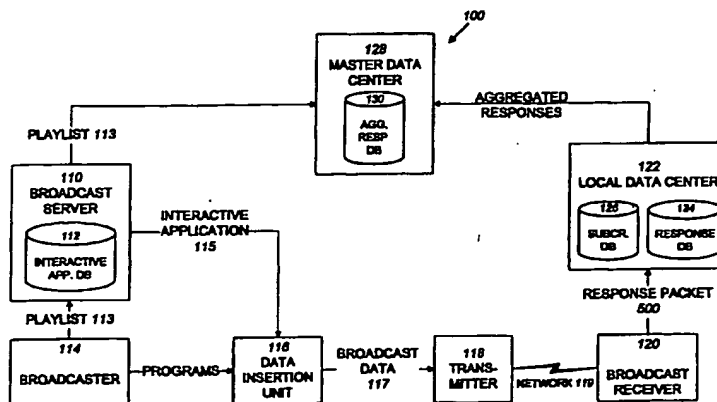 100
128
MASTER DATA
CENTER
130
AGG.
RESP
DB
AGGREGATED
RESPONSES
PLAYLIST 113
110
BROADCAST
SERVER
112
INTERACTIVE
APP. DB
INTERACTIVE
APPLICATION
115
122
LOCAL DATA CENTER
SUBCR.
DB
RESPONSE
DB
PLAYLIST 113
RESPONSE PACKET
500
114
BROADCASTER
PROGRAMS
116
DATA
INSERTION
UNIT
BROADCAST
DATA
117
118
TRANS-
MITTER
NETWORK 119
120
BROADCAST
RECEIVER